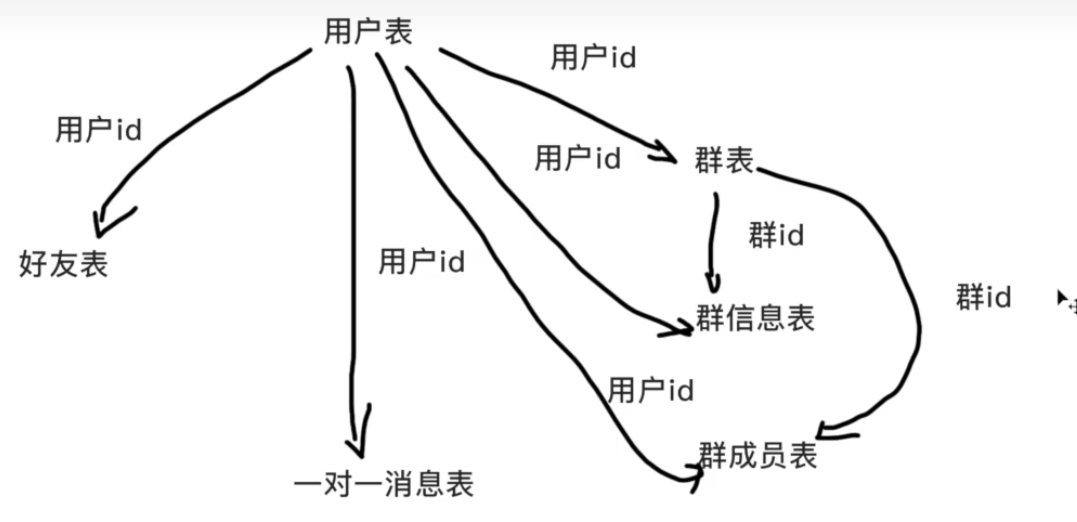 用户表
用户id
用户id
用户id
群表
群id
好友表
用户id
群id
群信息表
用户id
群成员表
一对一消息表